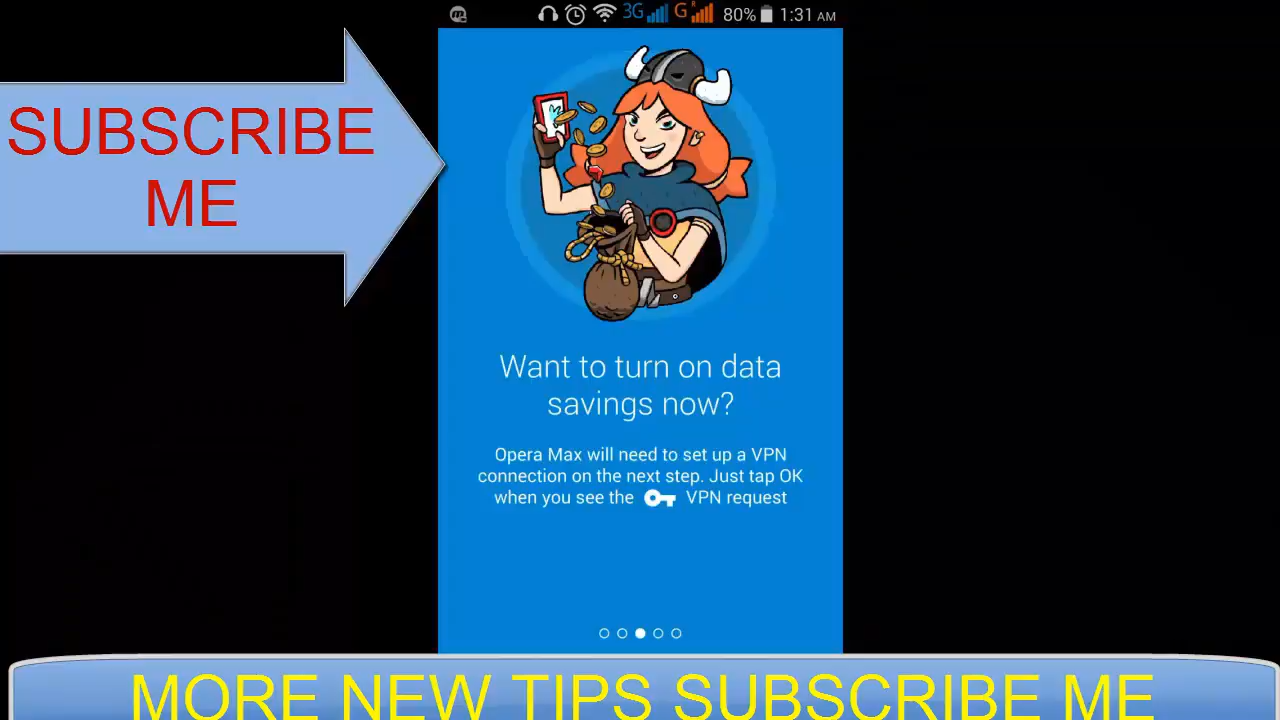 3G G R 80% 1:31 AM
SUBSCRIBE
ME
Want to turn on data
savings now?
Opera Max will need to set up a VPN
connection on the next step. Just tap OK
when you see the VPN request
MORE NEW TIPS SUBSCRIBE ME